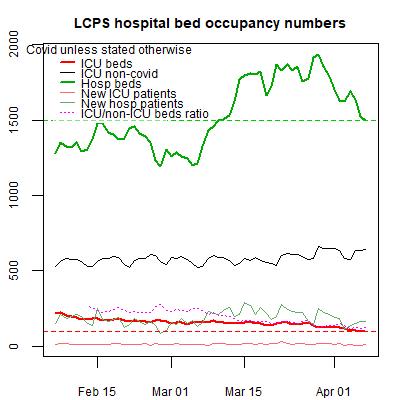 LCPS hospital bed occupancy numbers
Covid unless stated otherwise
ICU beds
ICU non-covid
Hosp beds
New ICU patients
New hosp patients
ICU/non-ICU beds ratio
2000
1500
1000
500
0
Feb 15
Mar 01
Mar 15
Apr 01